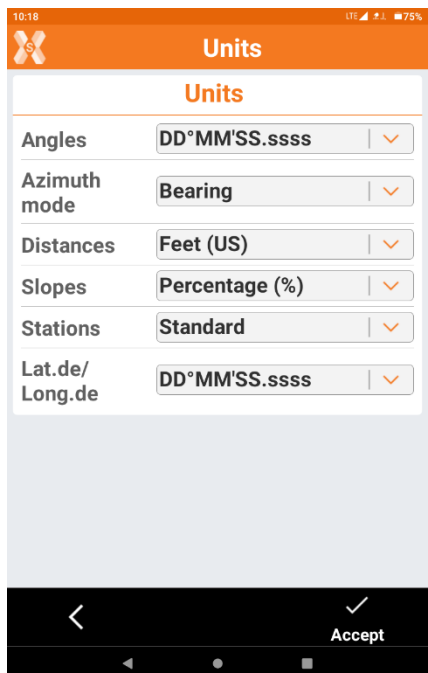 10:18
LTE 75%
S
Units
Units
Angles
DD°MM'SS.ssss
Azimuth
mode
Bearing
Distances
Feet (US)
Slopes
Percentage (%)
Stations
Standard
Lat.de/
Long.de
DD°MM'SS.ssss
Accept